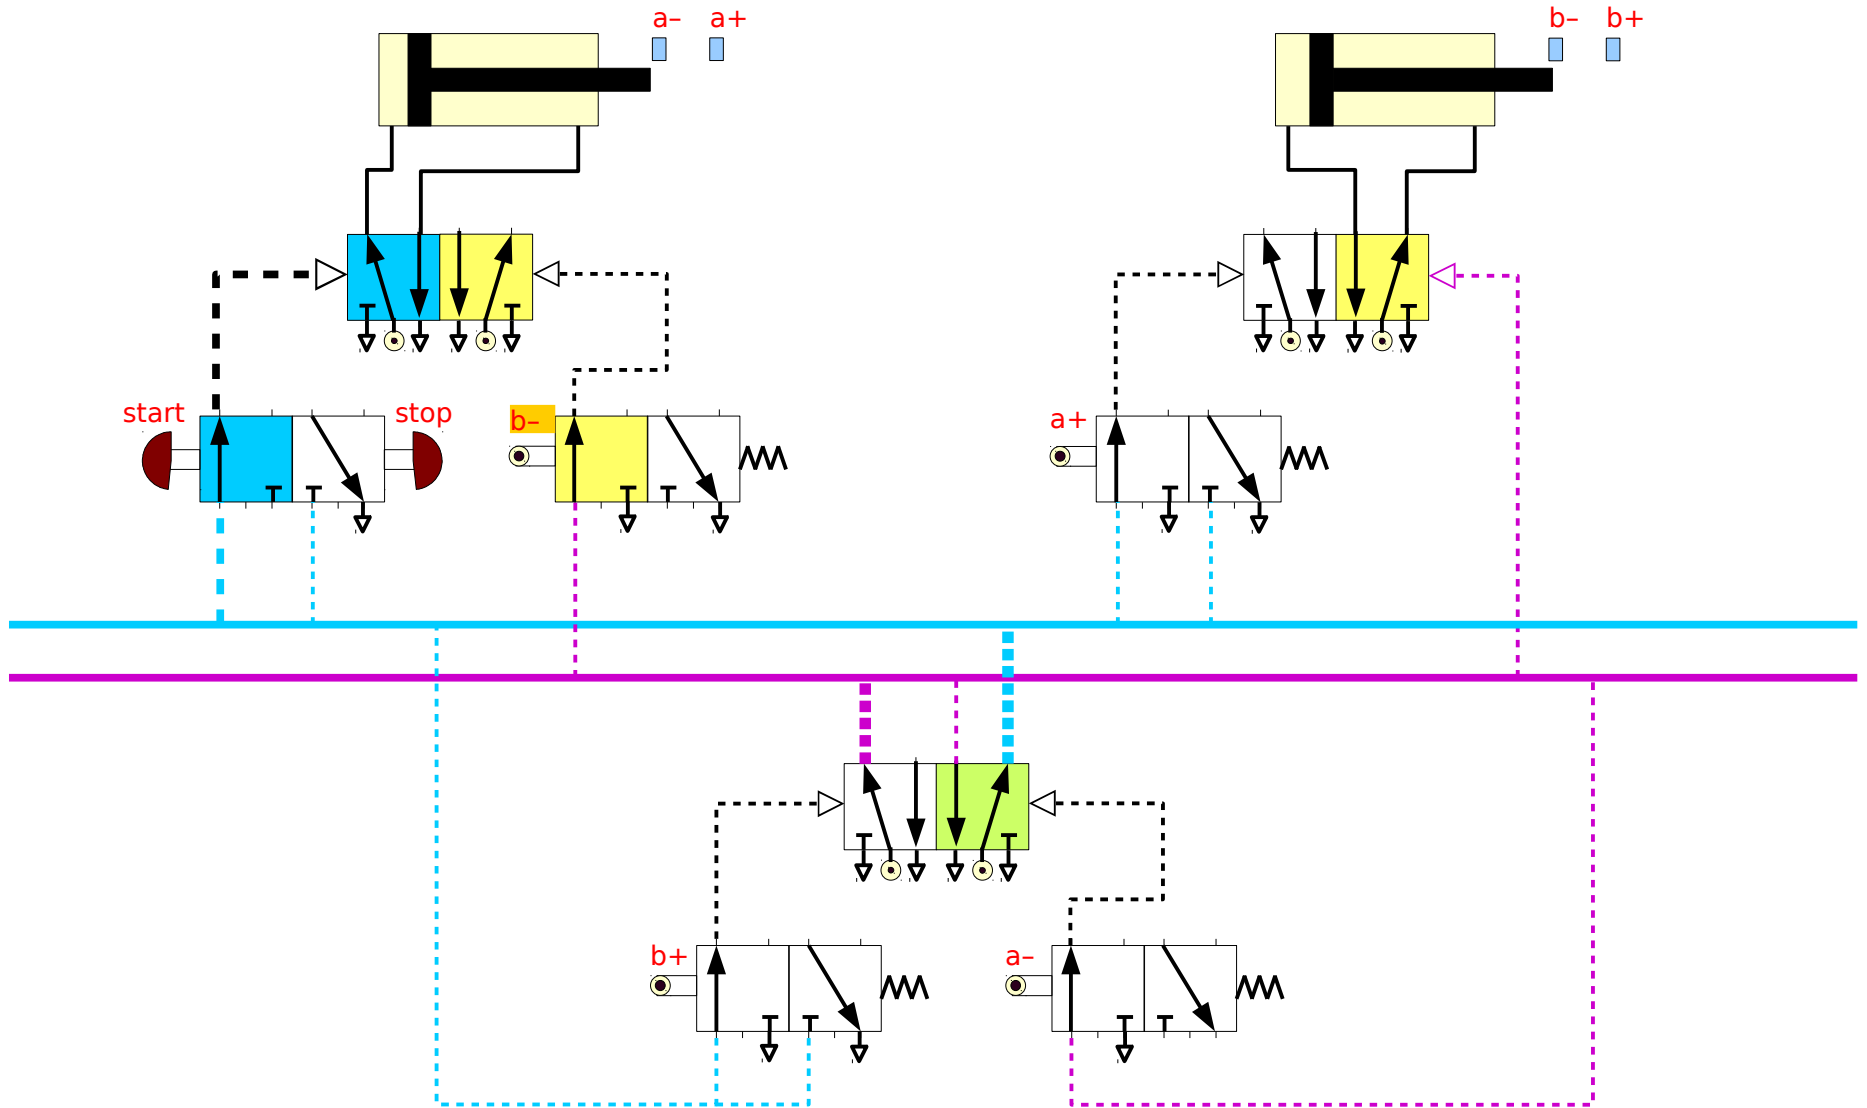 a– a+
b– b+
start
stop
b–
a+
b+
a–